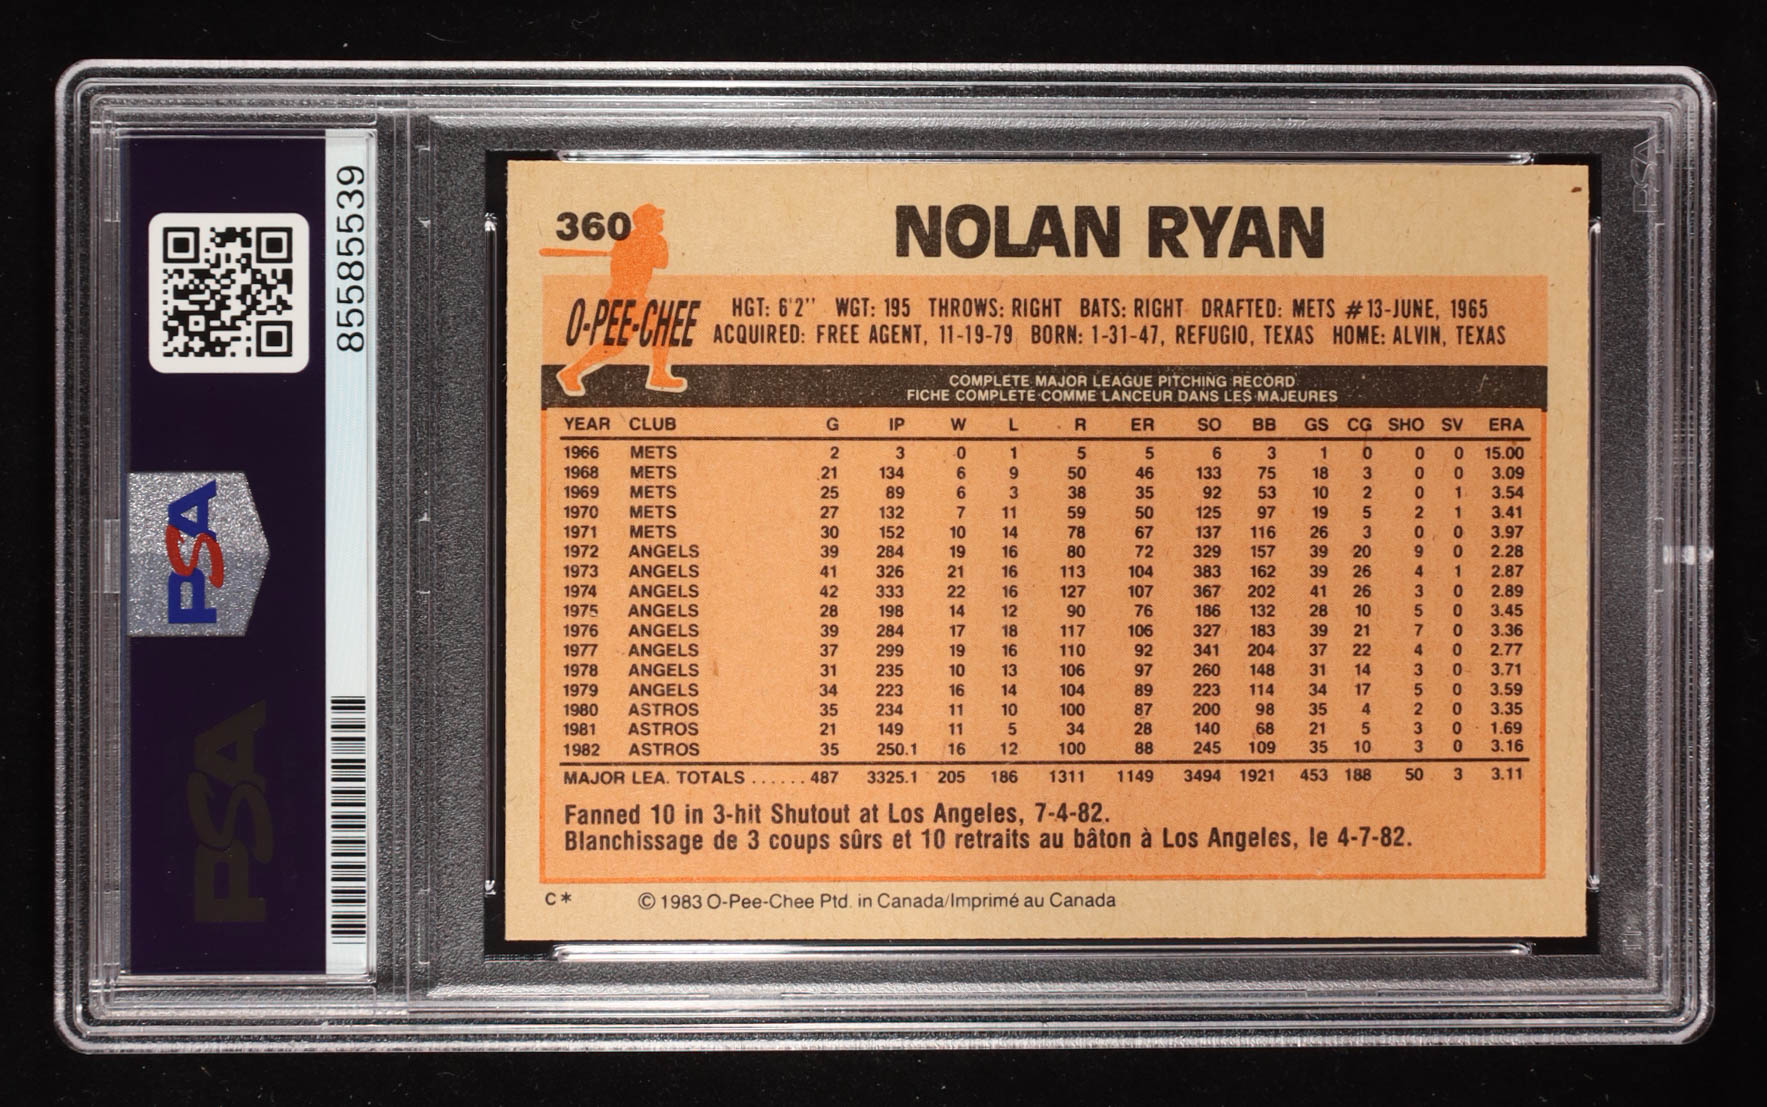 85585539
PSA
PSA
PSA
360
NOLAN RYAN
O-PEE-CHEE
HGT: 6'2" WGT: 195 THROWS: RIGHT BATS: RIGHT DRAFTED: METS #13-JUNE, 1965
ACQUIRED: FREE AGENT, 11-19-79 BORN: 1-31-47, REFUGIO, TEXAS HOME: ALVIN, TEXAS
COMPLETE MAJOR LEAGUE PITCHING RECORD
FICHE COMPLETE COMME LANCEUR DANS LES MAJEURES
YEAR CLUB G IP W L R ER SO BB GS CG SHO SV ERA
1966 METS 2 3 0 1 5 5 6 3 1 0 0 0 15.00
1968 METS 21 134 6 9 50 46 133 75 18 3 0 0 3.09
1969 METS 25 89 6 3 38 35 92 53 10 2 0 1 3.54
1970 METS 27 132 7 11 59 50 125 97 19 5 2 1 3.41
1971 METS 30 152 10 14 78 67 137 116 26 3 0 0 3.97
1972 ANGELS 39 284 19 16 80 72 329 157 39 20 9 0 2.28
1973 ANGELS 41 326 21 16 113 104 383 162 39 26 4 1 2.87
1974 ANGELS 42 333 22 16 127 107 367 202 41 26 3 0 2.89
1975 ANGELS 28 198 14 12 90 76 186 132 28 10 5 0 3.45
1976 ANGELS 39 284 17 18 117 106 327 183 39 21 7 0 3.36
1977 ANGELS 37 299 19 16 110 92 341 204 37 22 4 0 2.77
1978 ANGELS 31 235 10 13 106 97 260 148 31 14 3 0 3.71
1979 ANGELS 34 223 16 14 104 89 223 114 34 17 5 0 3.59
1980 ASTROS 35 234 11 10 100 87 200 98 35 4 2 0 3.35
1981 ASTROS 21 149 11 5 34 28 140 68 21 5 3 0 1.69
1982 ASTROS 35 250.1 16 12 100 88 245 109 35 10 3 0 3.16
MAJOR LEA. TOTALS ...... 487 3325.1 205 186 1311 1149 3494 1921 453 188 50 3 3.11
Fanned 10 in 3-hit Shutout at Los Angeles, 7-4-82.
Blanchissage de 3 coups sûrs et 10 retraits au bâton à Los Angeles, le 4-7-82.
C* © 1983 O-Pee-Chee Ptd. in Canada/Imprimé au Canada